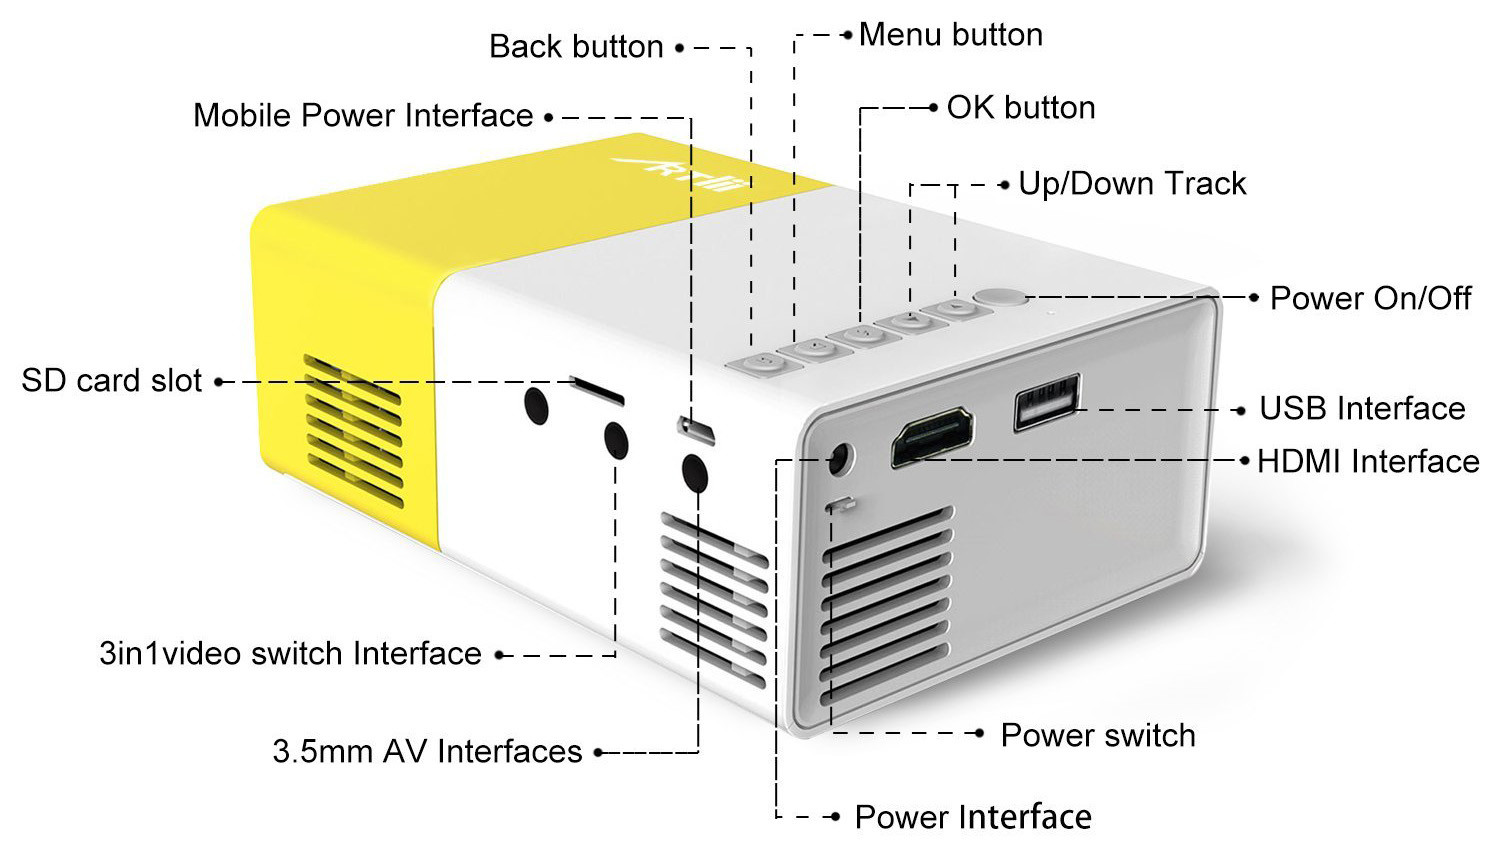 Menu button
Back button
OK button
Mobile Power Interface
ARTlii
Up/Down Track
Power On/Off
SD card slot
USB Interface
HDMI Interface
3in1video switch Interface
Power switch
3.5mm AV Interfaces
Power Interface